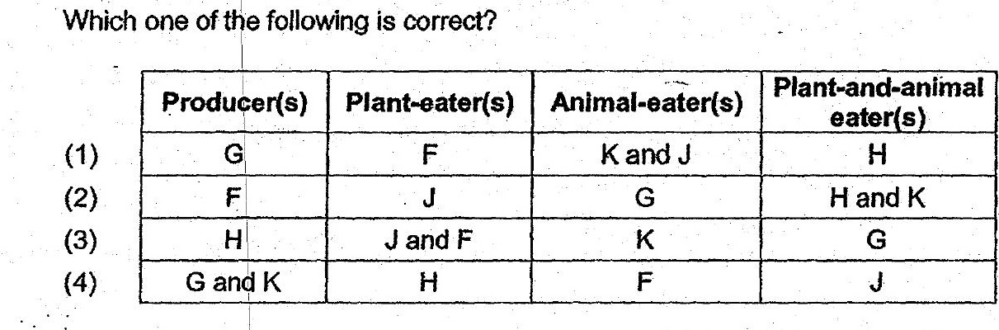 Which one of the following is correct?
Producer(s) Plant-eater(s) Animal-eater(s) Plant-and-animal eater(s)
(1) G F K and J H
(2) F J G H and K
(3) H J and F K G
(4) G and K H F J